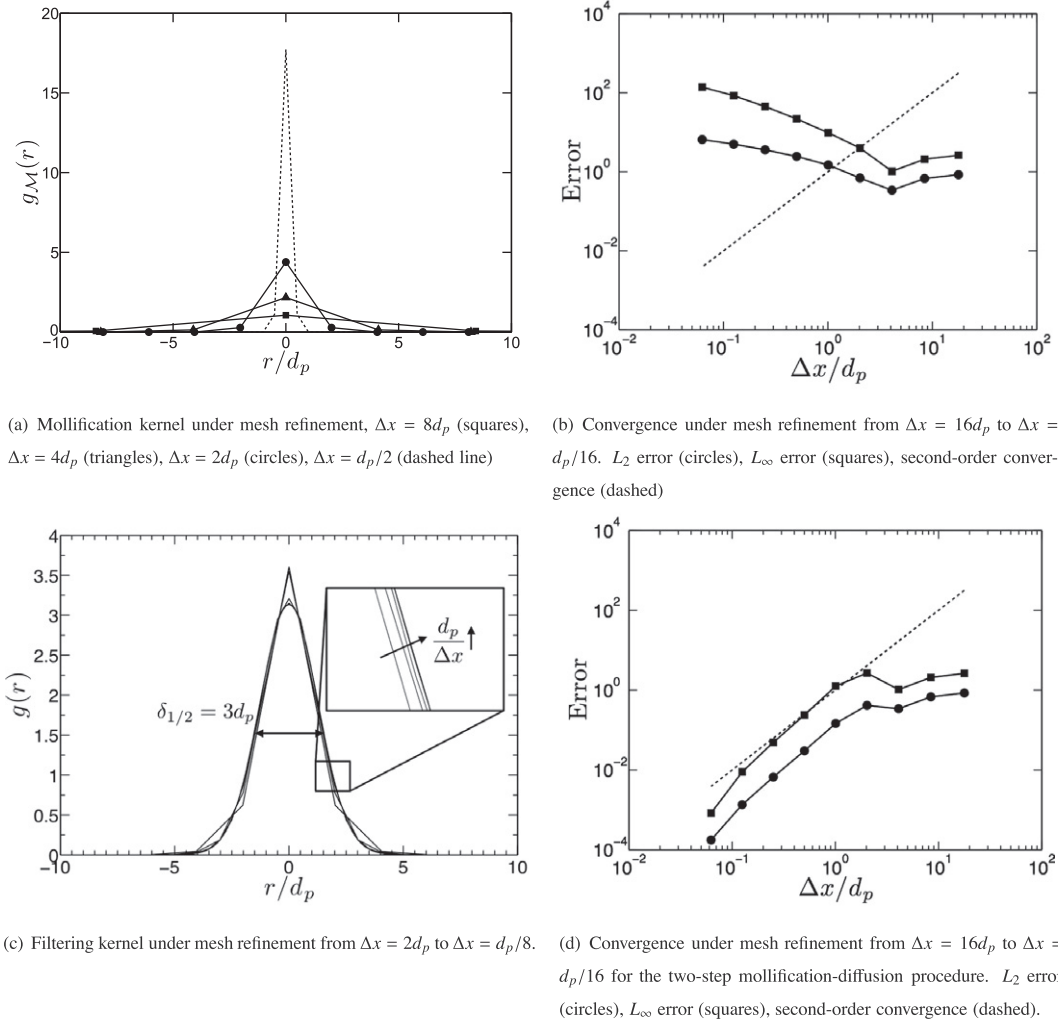 20
15
10
5
0
g_M(r)
−10
−5
0
5
10
r/d_p
10^4
10^2
10^0
10^−2
10^−4
Error
10^−2
10^−1
10^0
10^1
10^2
Δx/d_p
(a) Mollification kernel under mesh refinement, Δx = 8d_p (squares),
Δx = 4d_p (triangles), Δx = 2d_p (circles), Δx = d_p/2 (dashed line)
(b) Convergence under mesh refinement from Δx = 16d_p to Δx =
d_p/16. L_2 error (circles), L_∞ error (squares), second-order conver-
gence (dashed)
4
3.5
3
2.5
2
1.5
1
0.5
0
g(r)
δ_1/2 = 3d_p
d_p
Δx
−10
−5
0
5
10
r/d_p
10^4
10^2
10^0
10^−2
10^−4
Error
10^−2
10^−1
10^0
10^1
10^2
Δx/d_p
(c) Filtering kernel under mesh refinement from Δx = 2d_p to Δx = d_p/8.
(d) Convergence under mesh refinement from Δx = 16d_p to Δx =
d_p/16 for the two-step mollification-diffusion procedure. L_2 error
(circles), L_∞ error (squares), second-order convergence (dashed).